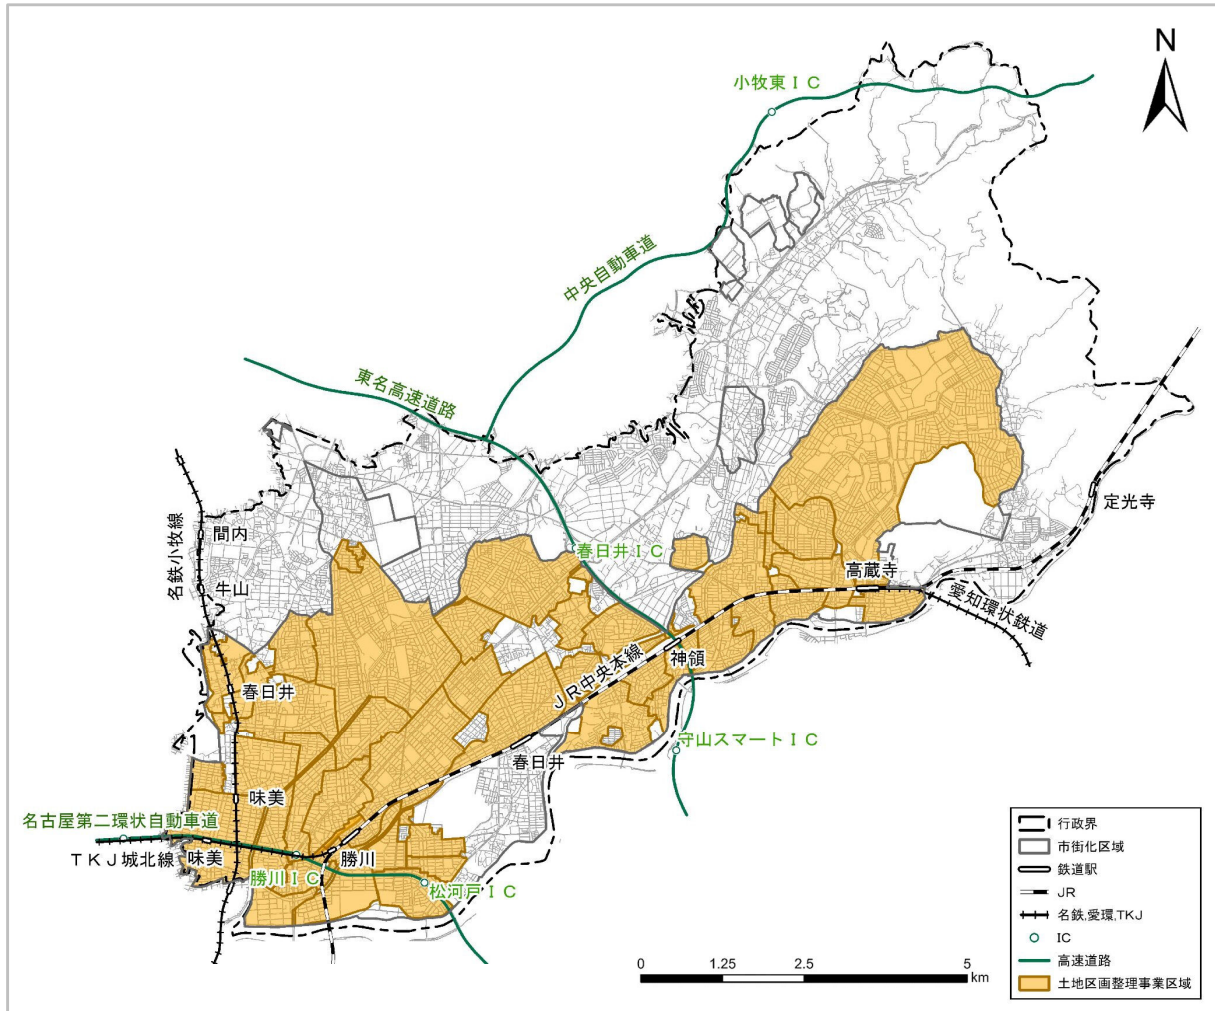 N
小牧東ＩＣ
中央自動車道
東名高速道路
名鉄小牧線
間内
牛山
春日井ＩＣ
定光寺
高蔵寺
愛知環状鉄道
神領
ＪＲ中央本線
春日井
守山スマートＩＣ
春日井
味美
名古屋第二環状自動車道
ＴＫＪ城北線
味美
勝川
勝川ＩＣ
松河戸ＩＣ
0 1.25 2.5 5
km
行政界
市街化区域
鉄道駅
JR
名鉄,愛環,TKJ
IC
高速道路
土地区画整理事業区域